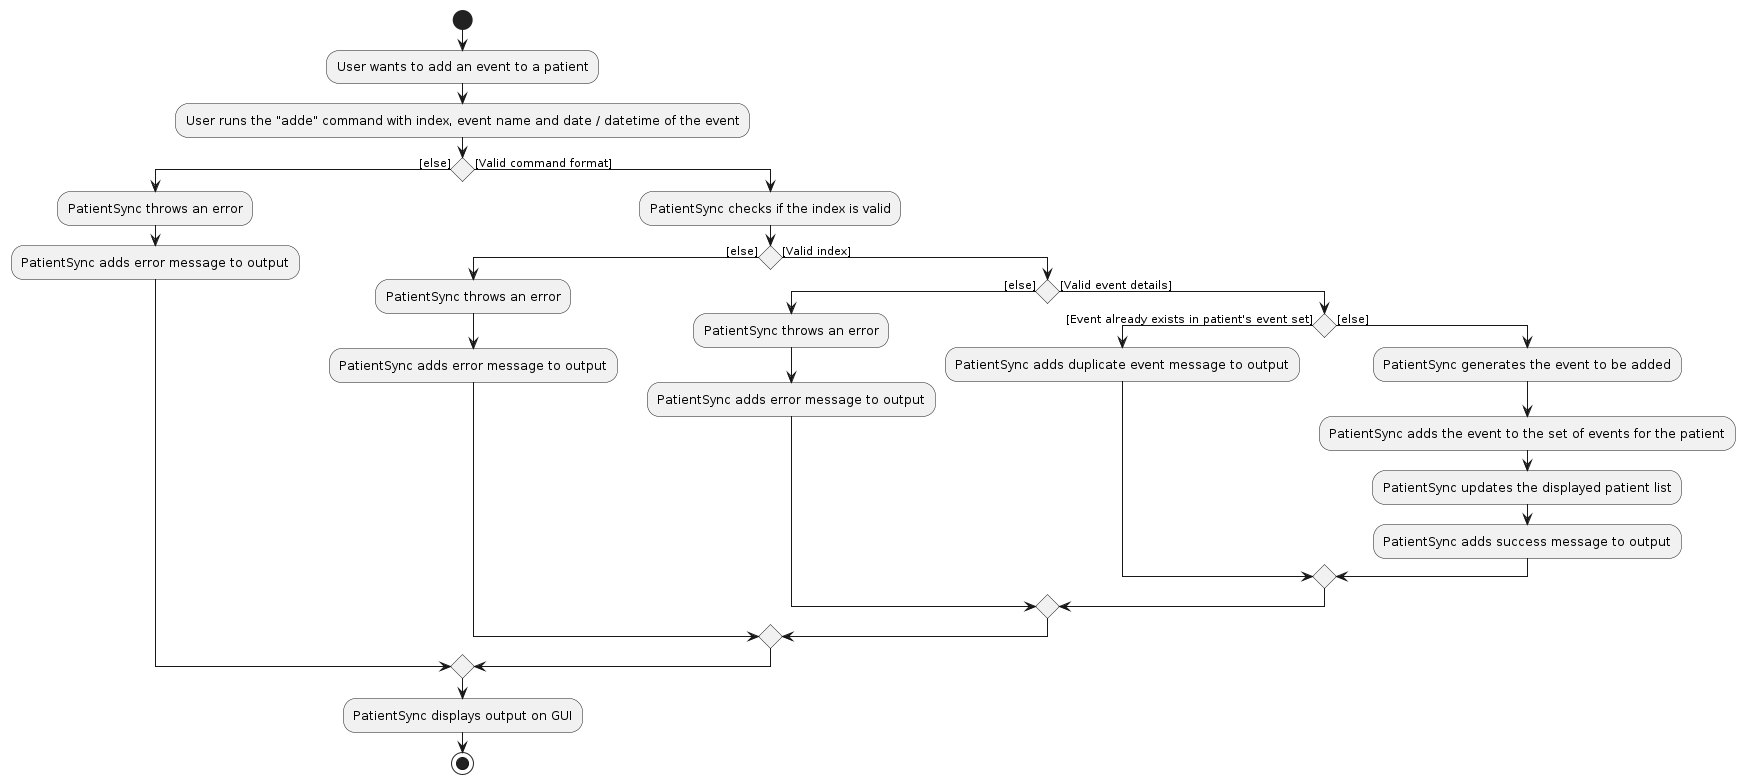 User wants to add an event to a patient
User runs the "adde" command with index, event name and date / datetime of the event
[else]
[Valid command format]
PatientSync throws an error
PatientSync adds error message to output
PatientSync checks if the index is valid
[else]
[Valid index]
PatientSync throws an error
PatientSync adds error message to output
[else]
[Valid event details]
PatientSync throws an error
PatientSync adds error message to output
[Event already exists in patient's event set]
[else]
PatientSync adds duplicate event message to output
PatientSync generates the event to be added
PatientSync adds the event to the set of events for the patient
PatientSync updates the displayed patient list
PatientSync adds success message to output
PatientSync displays output on GUI